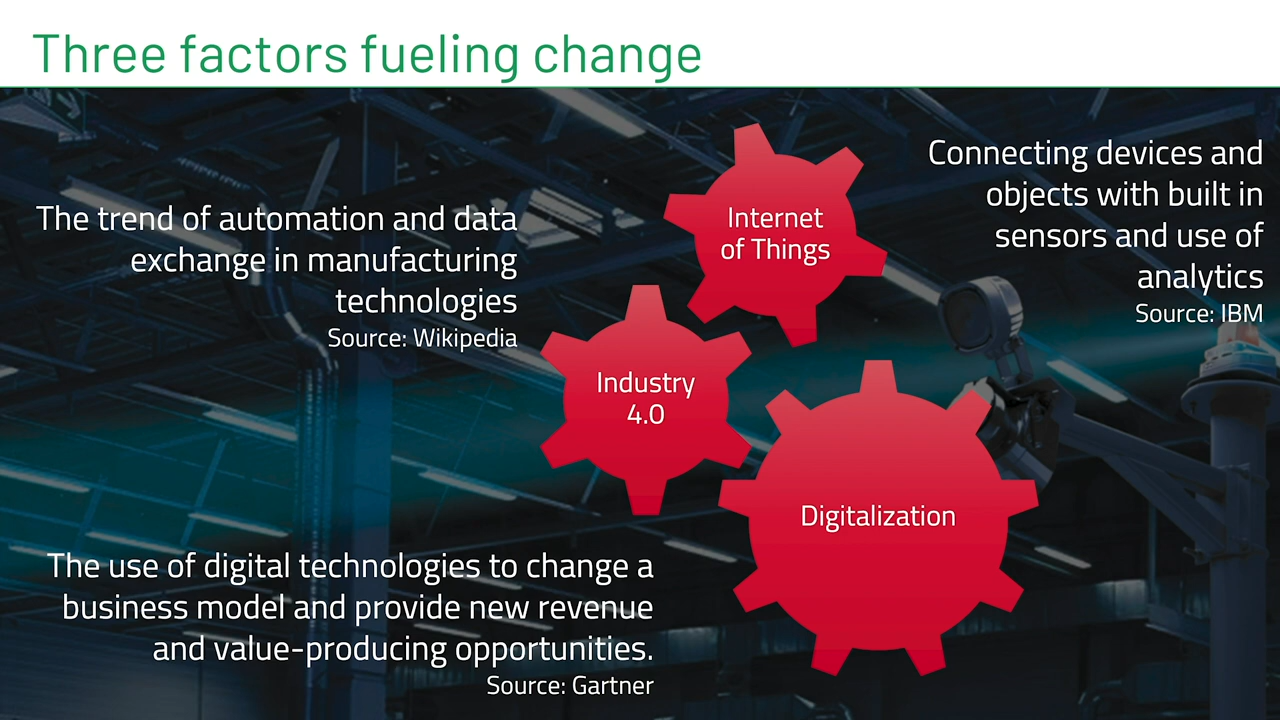 Three factors fueling change
The trend of automation and data
exchange in manufacturing
technologies
Source: Wikipedia
Internet
of Things
Connecting devices and
objects with built in
sensors and use of
analytics
Source: IBM
Industry
4.0
Digitalization
The use of digital technologies to change a
business model and provide new revenue
and value-producing opportunities.
Source: Gartner